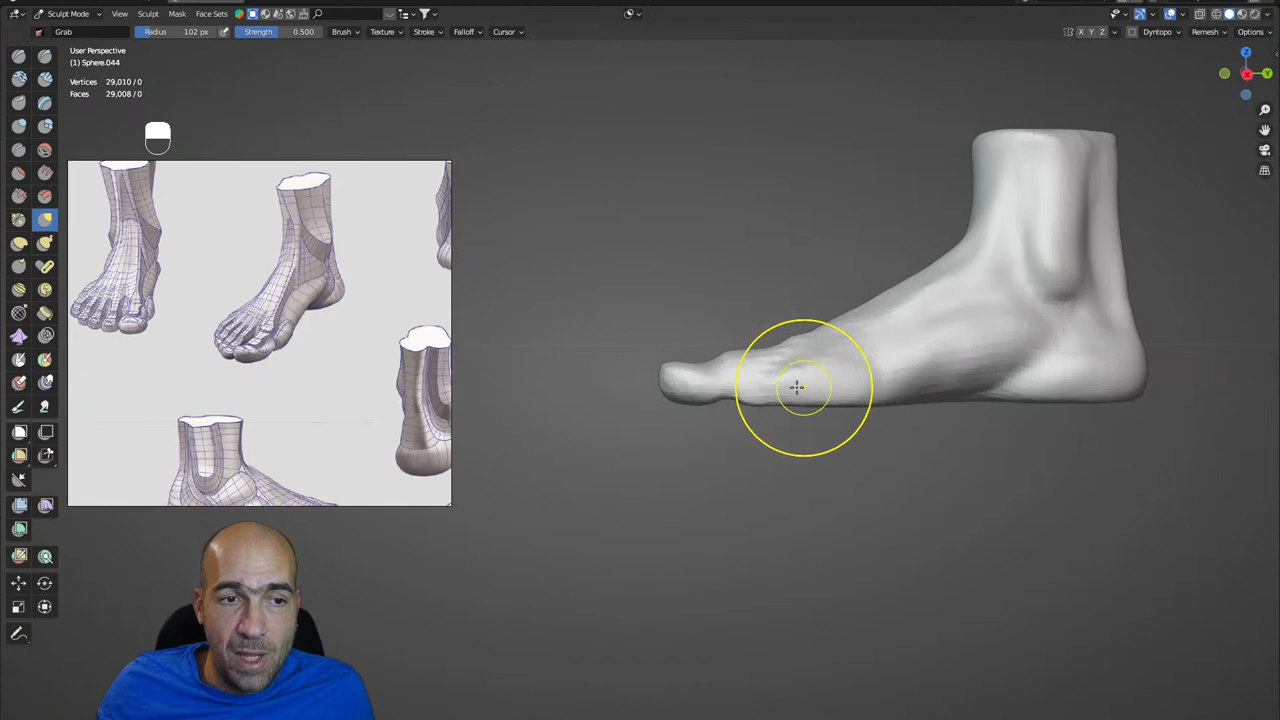 Sculpt Mode View Sculpt Mask Face Sets
Grab Radius 102 px Strength 0.500 Brush Texture Stroke Falloff Cursor X Y Z Dyntopo Remesh Options
User Perspective
(1) Sphere.044
Vertices 29,010 / 0
Faces 29,008 / 0
Z
X
Y